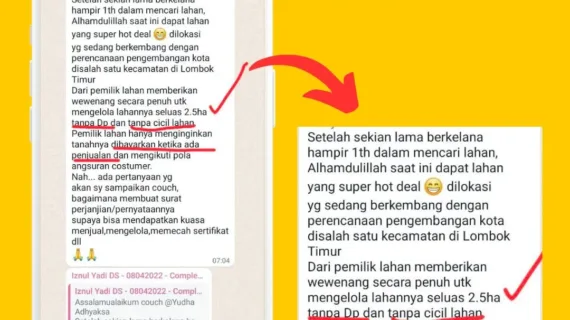 Setelah sekian lama berkelana
hampir 1th dalam mencari lahan,
Alhamdulillah saat ini dapat lahan
yang super hot deal 😁 dilokasi
yg sedang berkembang dengan
perencanaan pengembangan kota
disalah satu kecamatan di Lombok
Timur
Dari pemilik lahan memberikan
wewenang secara penuh utk
mengelola lahannya seluas 2.5ha
tanpa Dp dan tanpa cicil lahan.
Pemilik lahan hanya menginginkan
tanahnya dibayarkan ketika ada
penjualan dan mengikuti pola
angsuran costumer.
Nah... ada pertanyaan yg
akan sy sampaikan couch,
bagaimana membuat surat
perjanjian/pernyataannya
supaya bisa mendapatkan kuasa
menjual,mengelola,memecah sertifikat
dll
🙏🙏
07:04
Iznul Yadi DS - 08042022 - Comple...
Iznul Yadi DS - 08042022 - Complet...
Assalamualaikum couch @Yudha
Adhyaksa
Setelah sekian lama berkelana
hampir 1th dalam mencari lahan,
Alhamdulillah saat ini dapat lahan
yang super hot deal 😁 dilokasi
yg sedang berkembang dengan
perencanaan pengembangan kota
disalah satu kecamatan di Lombok
Timur
Dari pemilik lahan memberikan
wewenang secara penuh utk
mengelola lahannya seluas 2.5ha
tanpa Dp dan tanpa cicil lahan